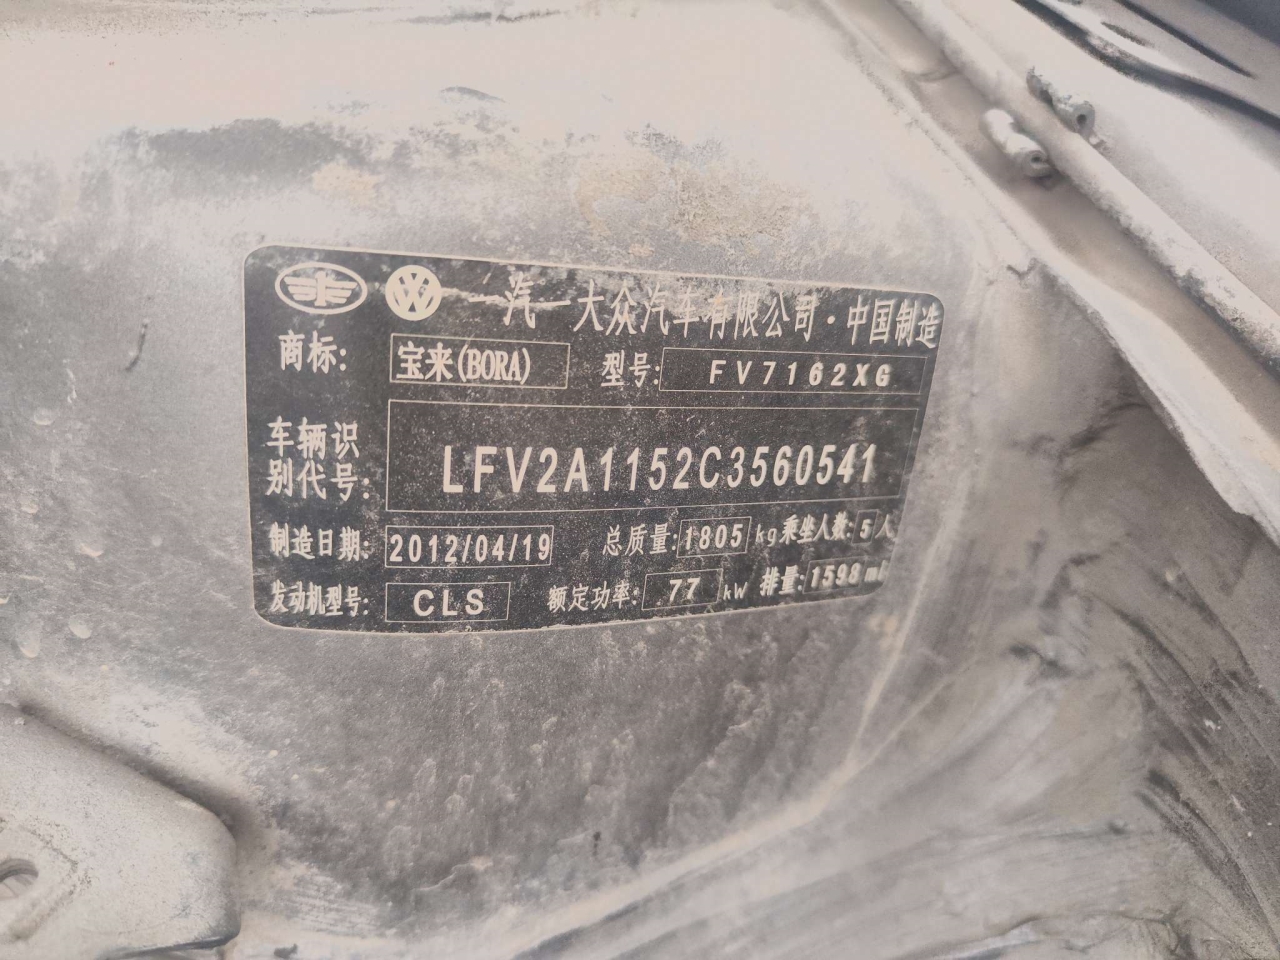 一汽—大众汽车有限公司·中国制造
商标: 宝来(BORA) 型号: FV7162XG
车辆识别代号: LFV2A1152C3560541
制造日期: 2012/04/19 总质量: 1805 kg 乘坐人数: 5 人
发动机型号: CLS 额定功率: 77 kW 排量: 1598 mL